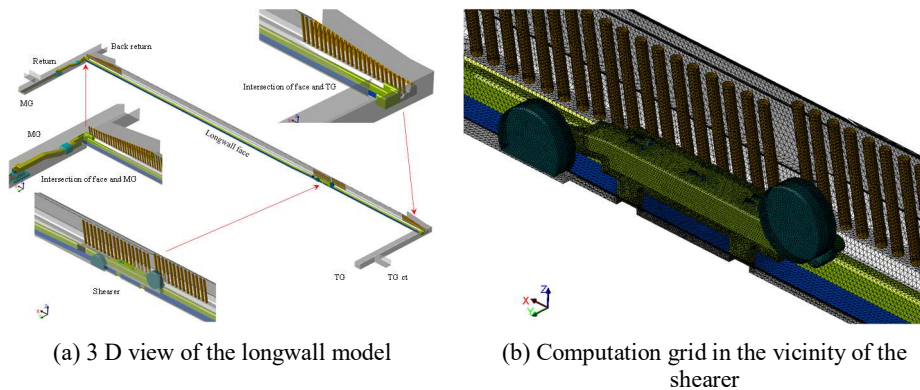 Back return
Return
MG
Intersection of face and TG
MG
Longwall face
Intersection of face and MG
TG
TG ct
Shearer
X
Z
Y
(a) 3 D view of the longwall model
(b) Computation grid in the vicinity of the
shearer